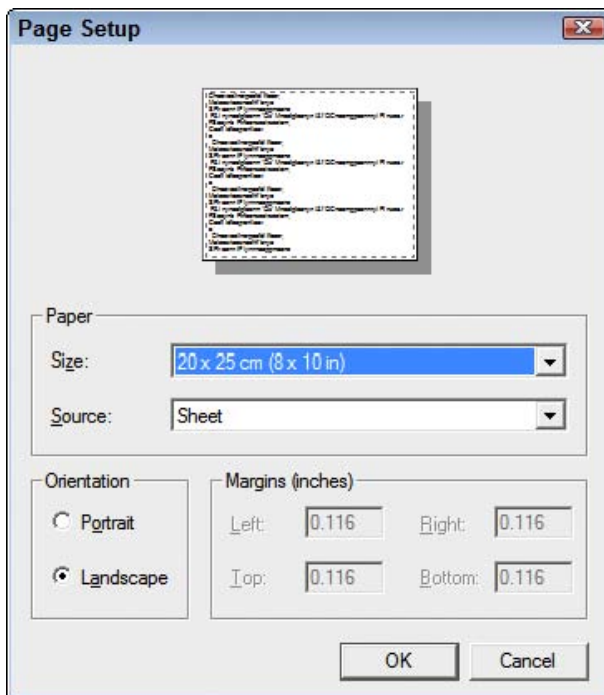 Page Setup
Paper
Size: 20 x 25 cm (8 x 10 in)
Source: Sheet
Orientation
Portrait
Landscape
Margins (inches)
Left: 0.116 Right: 0.116
Top: 0.116 Bottom: 0.116
OK Cancel